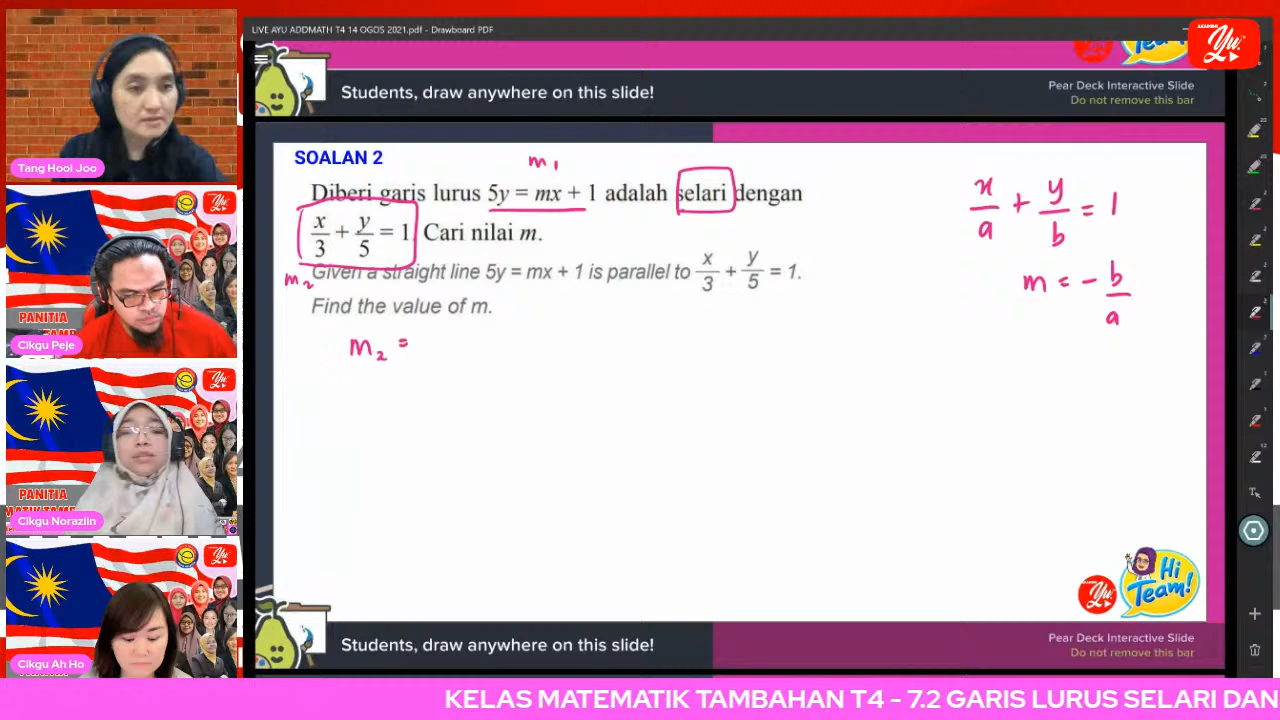 LIVE AYU ADDMATH T4 14 OGOS 2021.pdf - Drawboard PDF
Students, draw anywhere on this slide!
Pear Deck Interactive Slide
Do not remove this bar
SOALAN 2
m₁
Diberi garis lurus 5y = mx + 1 adalah selari dengan
x/3 + y/5 = 1. Cari nilai m.
m₂
Given a straight line 5y = mx + 1 is parallel to x/3 + y/5 = 1.
Find the value of m.
m₂ =
x/a + y/b = 1
m = - b/a
Hi Team!
Students, draw anywhere on this slide!
Pear Deck Interactive Slide
Do not remove this bar
Tang Hooi Joo
PANITIA
Cikgu Peje
PANITIA
Cikgu Noraziin
PANITIA
Cikgu Ah Ho
KELAS MATEMATIK TAMBAHAN T4 - 7.2 GARIS LURUS SELARI DAN